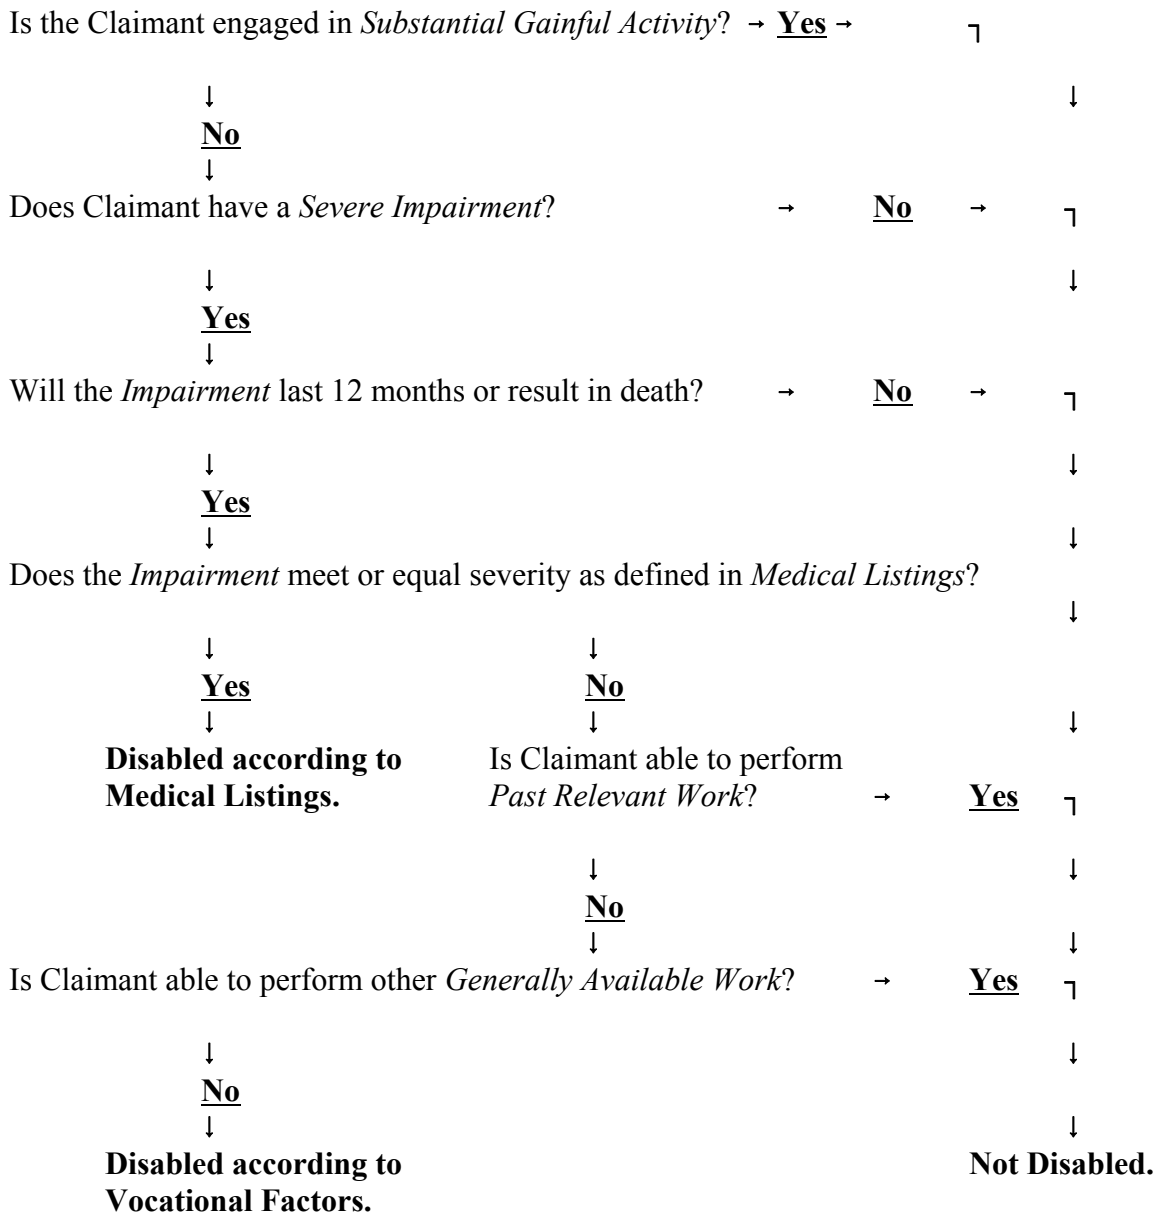 Is the Claimant engaged in Substantial Gainful Activity? → Yes → ┐
↓ ↓
No
↓
Does Claimant have a Severe Impairment? → No → ┐
↓ ↓
Yes
↓
Will the Impairment last 12 months or result in death? → No → ┐
↓ ↓
Yes
↓ ↓
Does the Impairment meet or equal severity as defined in Medical Listings?
↓
↓ ↓
Yes No
↓ ↓ ↓
Disabled according to Is Claimant able to perform
Medical Listings. Past Relevant Work? → Yes ┐
↓ ↓
No
↓ ↓
Is Claimant able to perform other Generally Available Work? → Yes ┐
↓ ↓
No
↓ ↓
Disabled according to Not Disabled.
Vocational Factors.